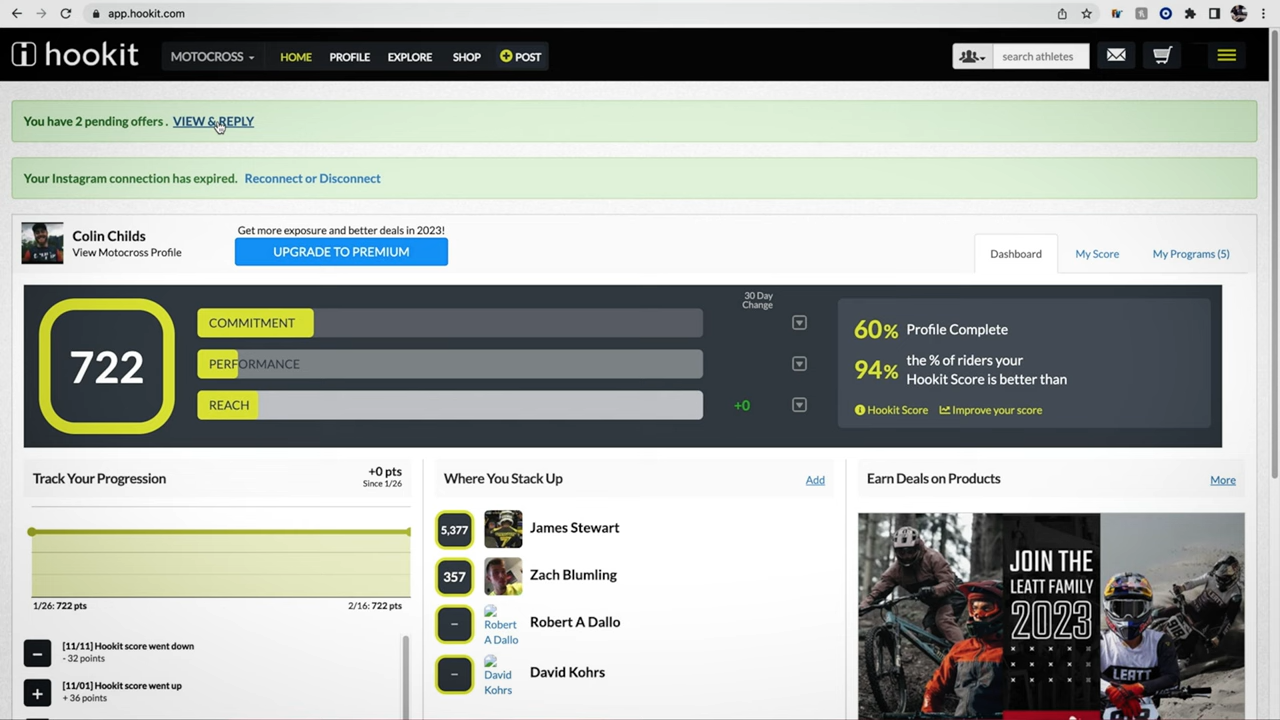 app.hookit.com
hookit
MOTOCROSS
HOME
PROFILE
EXPLORE
SHOP
POST
search athletes
You have 2 pending offers . VIEW & REPLY
Your Instagram connection has expired. Reconnect or Disconnect
Colin Childs
View Motocross Profile
Get more exposure and better deals in 2023!
UPGRADE TO PREMIUM
Dashboard
My Score
My Programs (5)
722
30 Day
Change
COMMITMENT
PERFORMANCE
REACH
+0
60% Profile Complete
94% the % of riders your
Hookit Score is better than
Hookit Score
Improve your score
Track Your Progression
+0 pts
Since 1/26
1/26: 722 pts
2/16: 722 pts
[11/11] Hookit score went down
- 32 points
[11/01] Hookit score went up
+ 36 points
Where You Stack Up
Add
5,377
James Stewart
357
Zach Blumling
–
Robert
A Dallo
Robert A Dallo
–
David
Kohrs
David Kohrs
Earn Deals on Products
More
JOIN THE
LEATT FAMILY
2023
LEATT